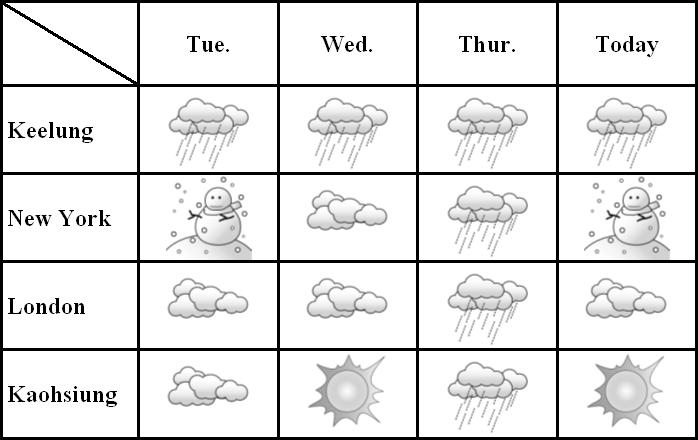 Tue. Wed. Thur. Today
Keelung
New York
London
Kaohsiung